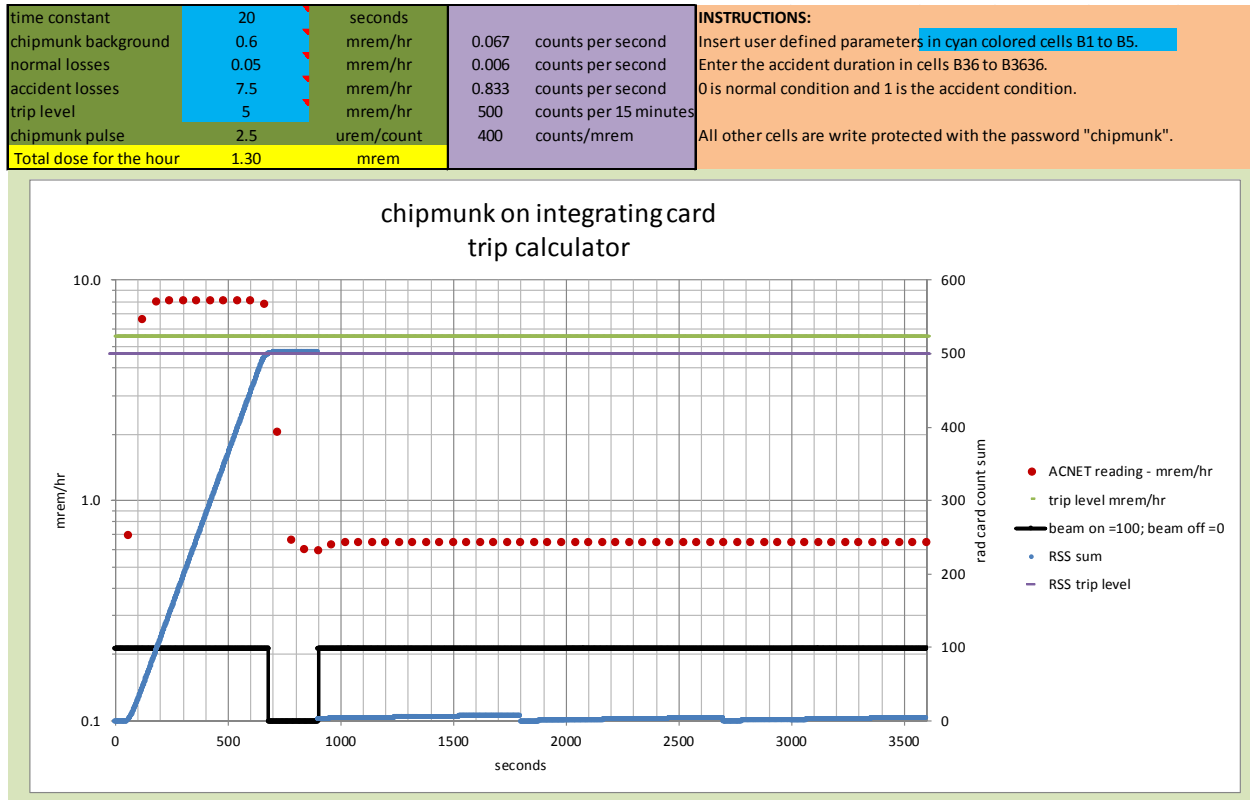 time constant 20 seconds INSTRUCTIONS:
chipmunk background 0.6 mrem/hr 0.067 counts per second Insert user defined parameters in cyan colored cells B1 to B5.
normal losses 0.05 mrem/hr 0.006 counts per second Enter the accident duration in cells B36 to B3636.
accident losses 7.5 mrem/hr 0.833 counts per second 0 is normal condition and 1 is the accident condition.
trip level 5 mrem/hr 500 counts per 15 minutes
chipmunk pulse 2.5 urem/count 400 counts/mrem All other cells are write protected with the password "chipmunk".
Total dose for the hour 1.30 mrem
chipmunk on integrating card
trip calculator
10.0
1.0
0.1
mrem/hr
600
500
400
300
200
100
0
rad card count sum
ACNET reading - mrem/hr
trip level mrem/hr
beam on =100; beam off =0
RSS sum
RSS trip level
0 500 1000 1500 2000 2500 3000 3500
seconds